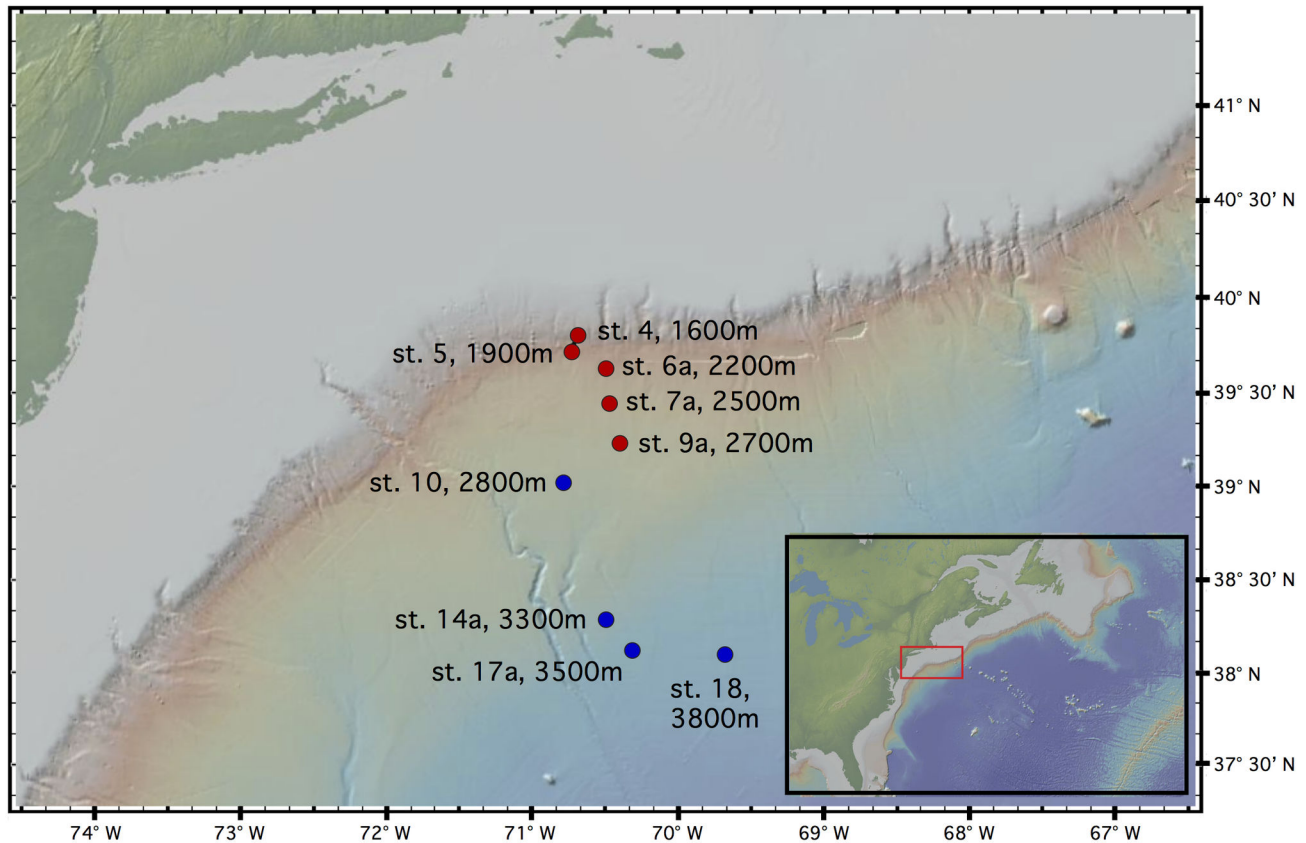 41° N
40° 30’ N
40° N
st. 4, 1600m
st. 5, 1900m
st. 6a, 2200m
39° 30’ N
st. 7a, 2500m
st. 9a, 2700m
st. 10, 2800m
39° N
38° 30’ N
st. 14a, 3300m
st. 17a, 3500m
38° N
st. 18,
3800m
37° 30’ N
74° W
73° W
72° W
71° W
70° W
69° W
68° W
67° W